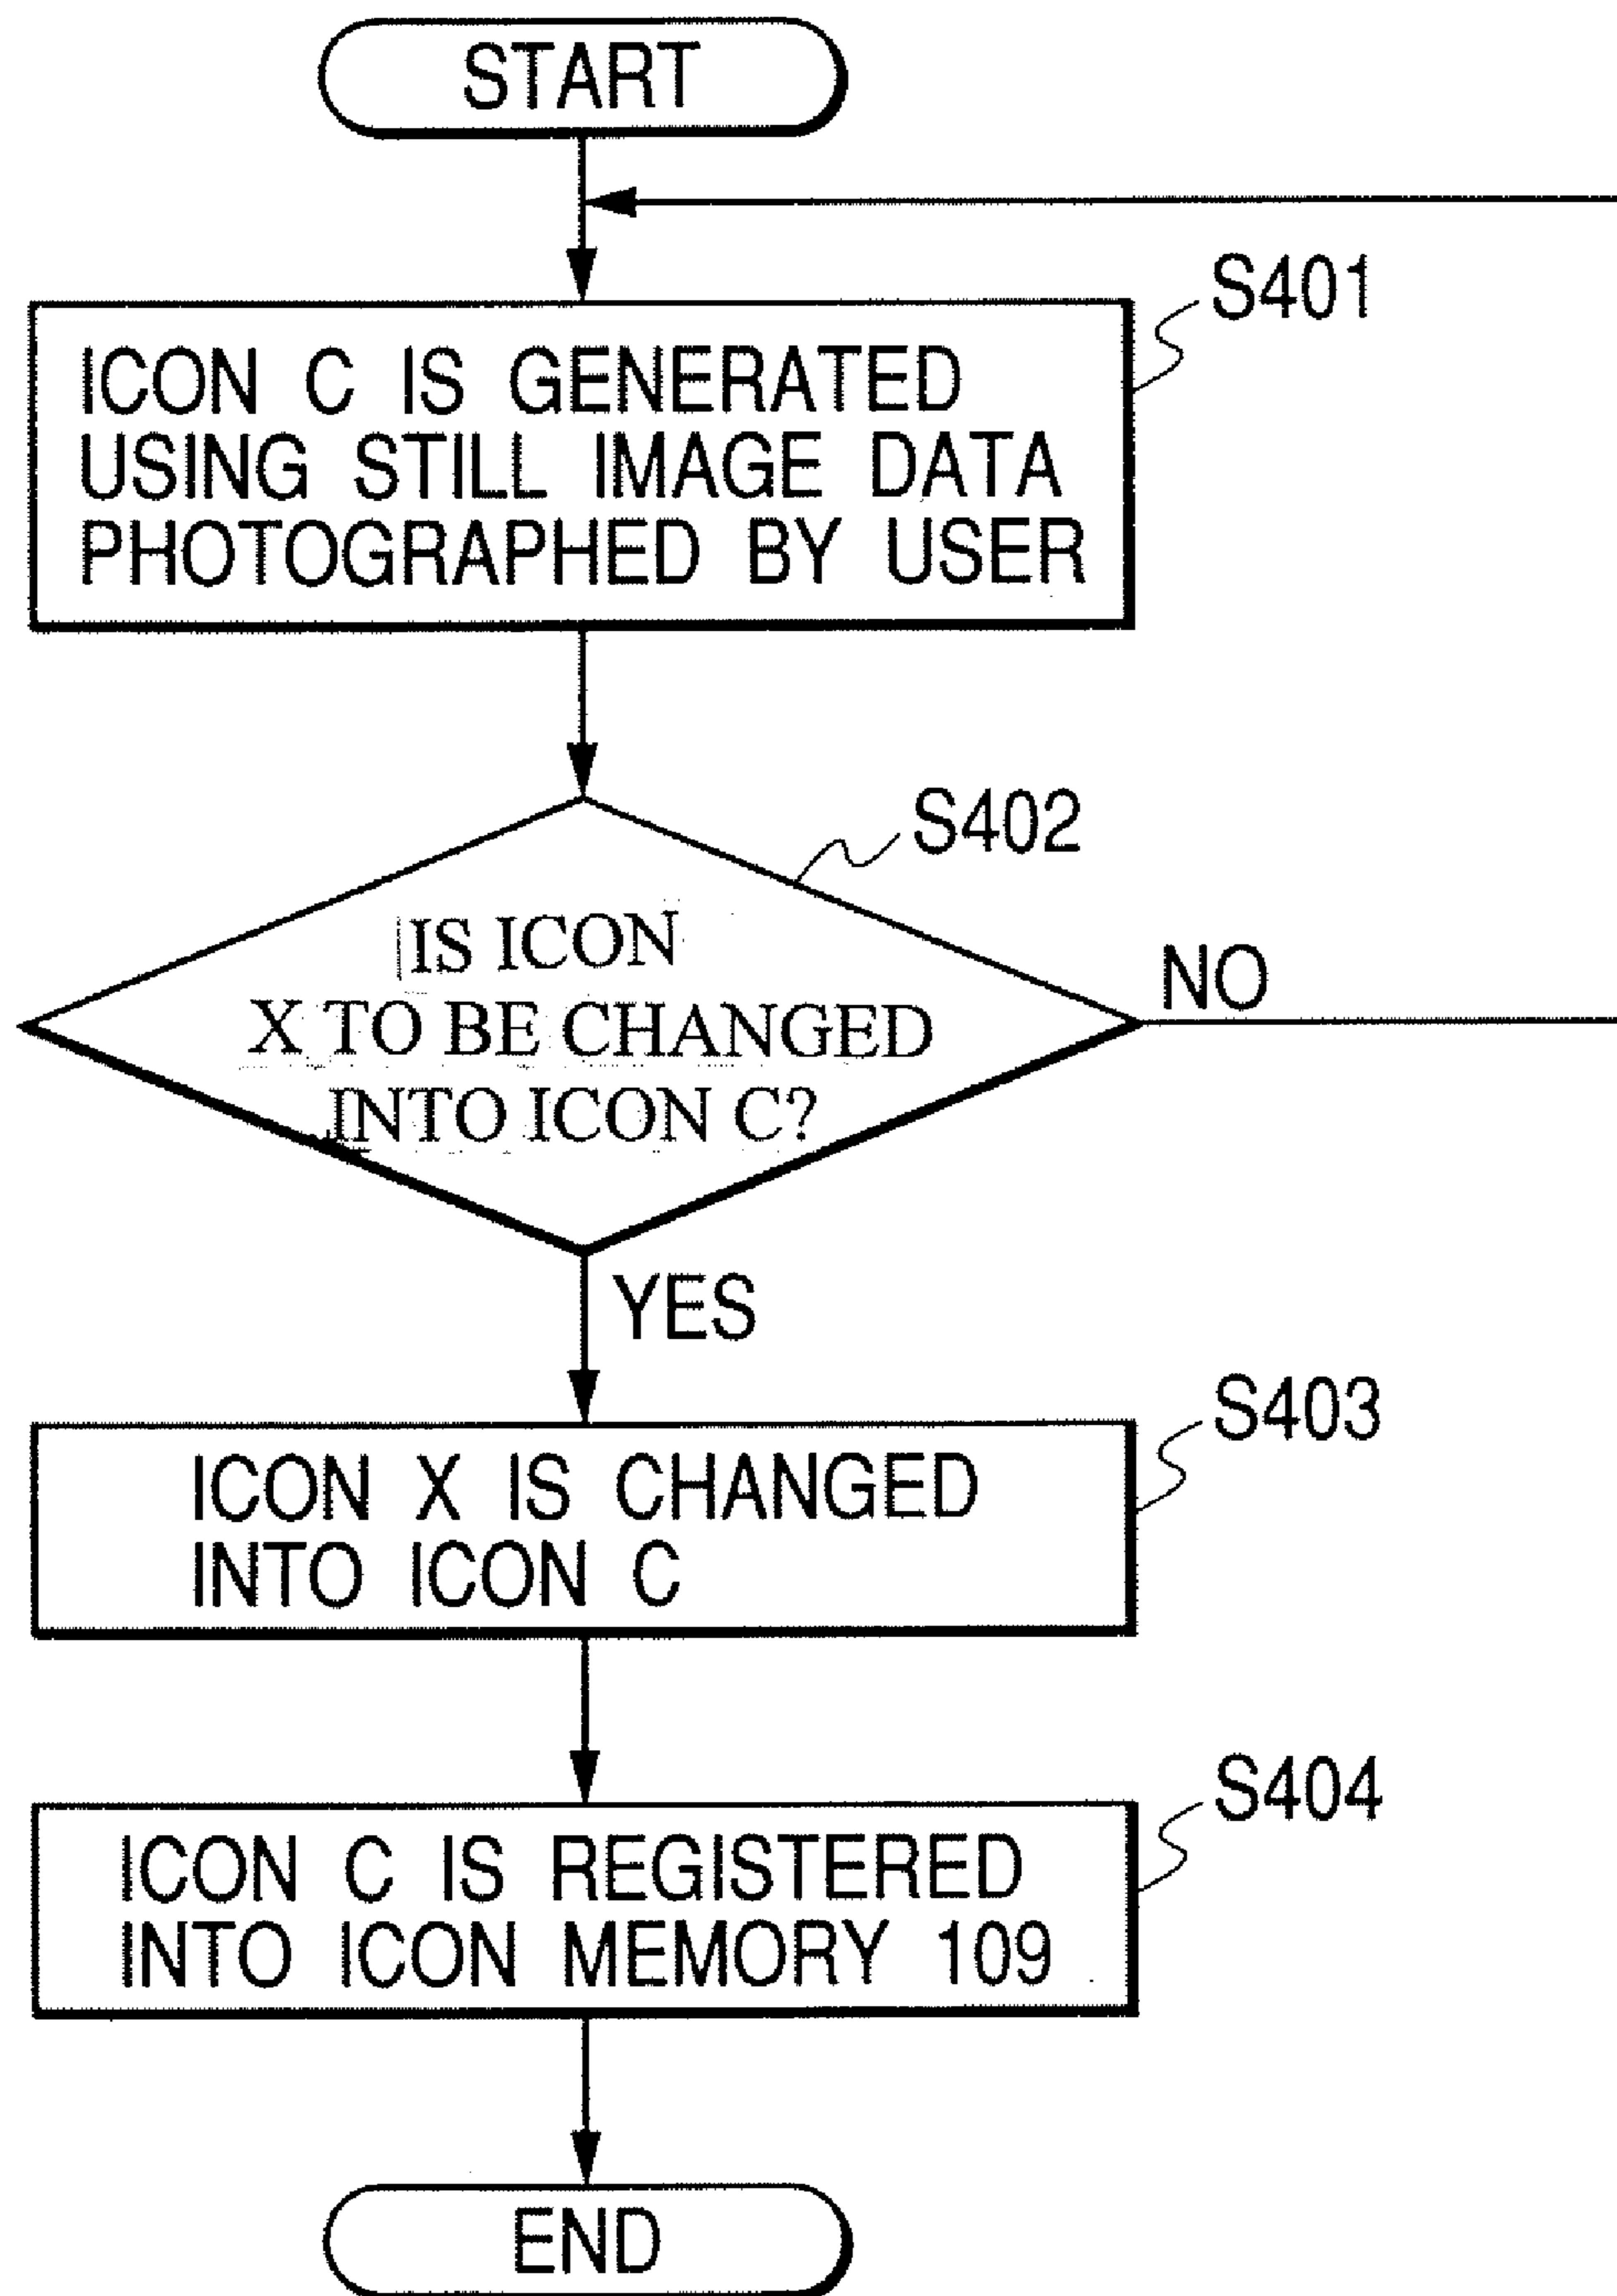 START
S401
ICON C IS GENERATED
USING STILL IMAGE DATA
PHOTOGRAPHED BY USER
S402
IS ICON
X TO BE CHANGED
INTO ICON C?
NO
YES
S403
ICON X IS CHANGED
INTO ICON C
S404
ICON C IS REGISTERED
INTO ICON MEMORY 109
END